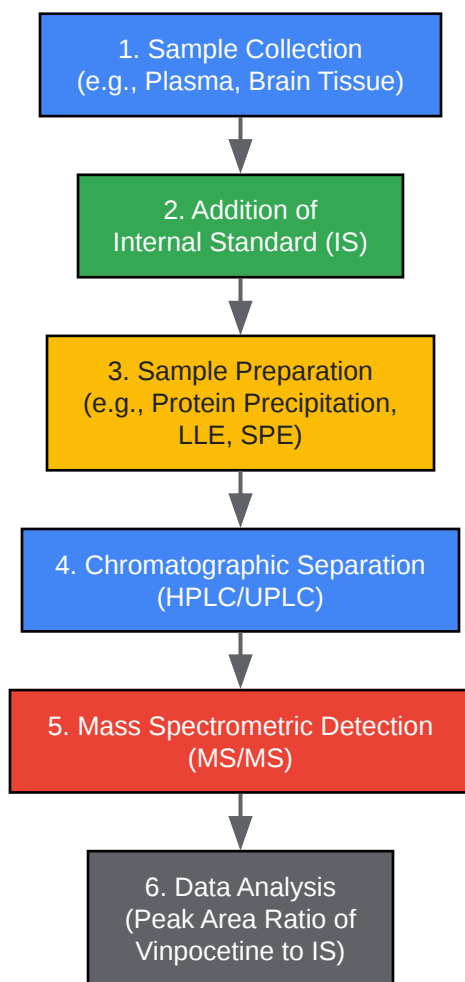 1. Sample Collection
(e.g., Plasma, Brain Tissue)
2. Addition of
Internal Standard (IS)
3. Sample Preparation
(e.g., Protein Precipitation,
LLE, SPE)
4. Chromatographic Separation
(HPLC/UPLC)
5. Mass Spectrometric Detection
(MS/MS)
6. Data Analysis
(Peak Area Ratio of
Vinpocetine to IS)